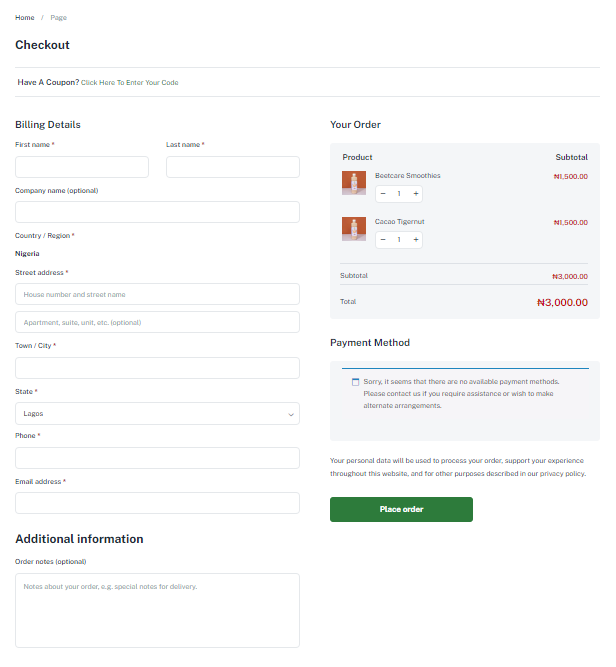 Home / Page
Checkout
Have A Coupon? Click Here To Enter Your Code
Billing Details
First name *
Last name *
Company name (optional)
Country / Region *
Nigeria
Street address *
House number and street name
Apartment, suite, unit, etc. (optional)
Town / City *
State *
Lagos
Phone *
Email address *
Additional information
Order notes (optional)
Notes about your order, e.g. special notes for delivery.
Your Order
Product Subtotal
Beetcare Smoothies ₦1,500.00
− 1 +
Cacao Tigernut ₦1,500.00
− 1 +
Subtotal ₦3,000.00
Total ₦3,000.00
Payment Method
Sorry, it seems that there are no available payment methods.
Please contact us if you require assistance or wish to make
alternate arrangements.
Your personal data will be used to process your order, support your experience
throughout this website, and for other purposes described in our privacy policy.
Place order